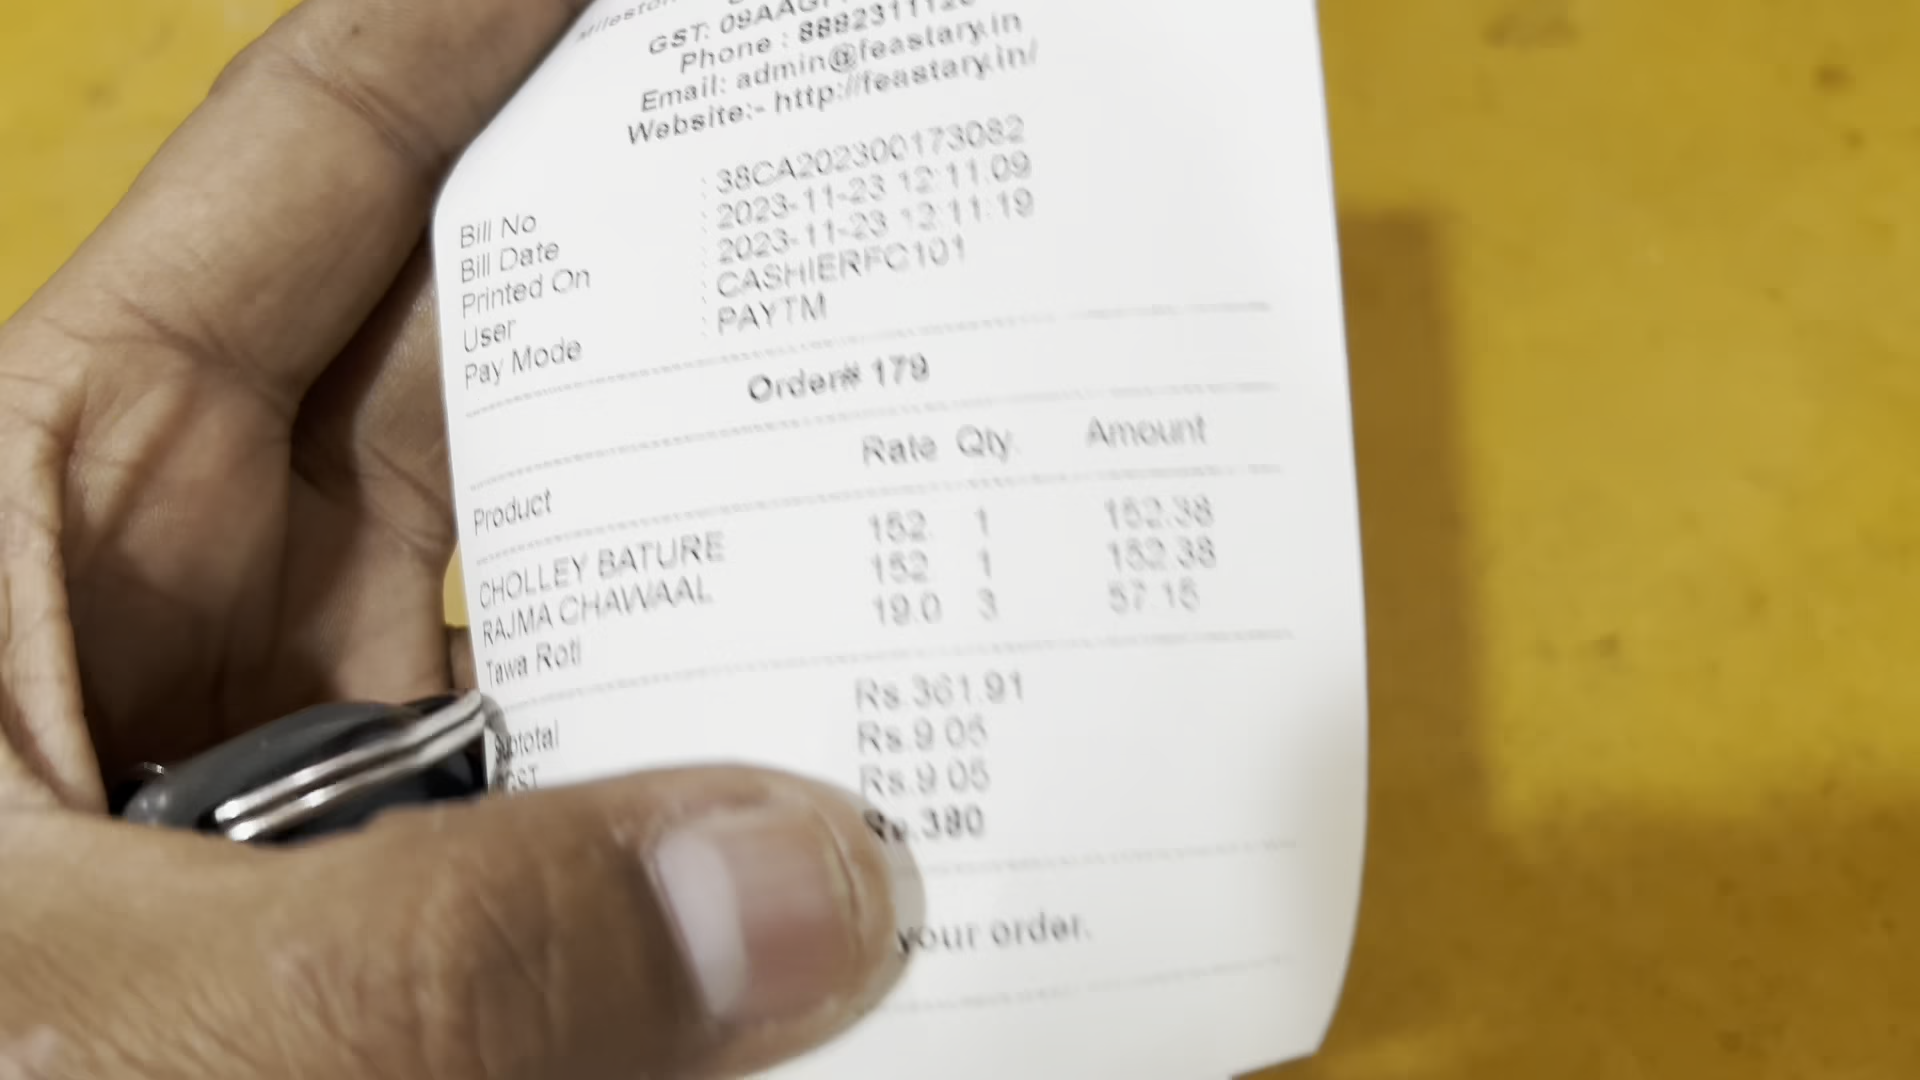 GST: 09AAG
Phone : 8882311126
Email: admin@feastary.in
Website:- http://feastary.in/
Bill No : 38CA202300173082
Bill Date : 2023-11-23 12:11:09
Printed On : 2023-11-23 12:11:19
User : CASHIERFC101
Pay Mode : PAYTM
Order# 179
Product Rate Qty. Amount
CHOLLEY BATURE 152. 1 152.38
RAJMA CHAWAAL 152 1 152.38
Tawa Roti 19.0 3 57.15
Subtotal Rs.361.91
GST Rs.9.05
Rs.9.05
Rs.380
your order.